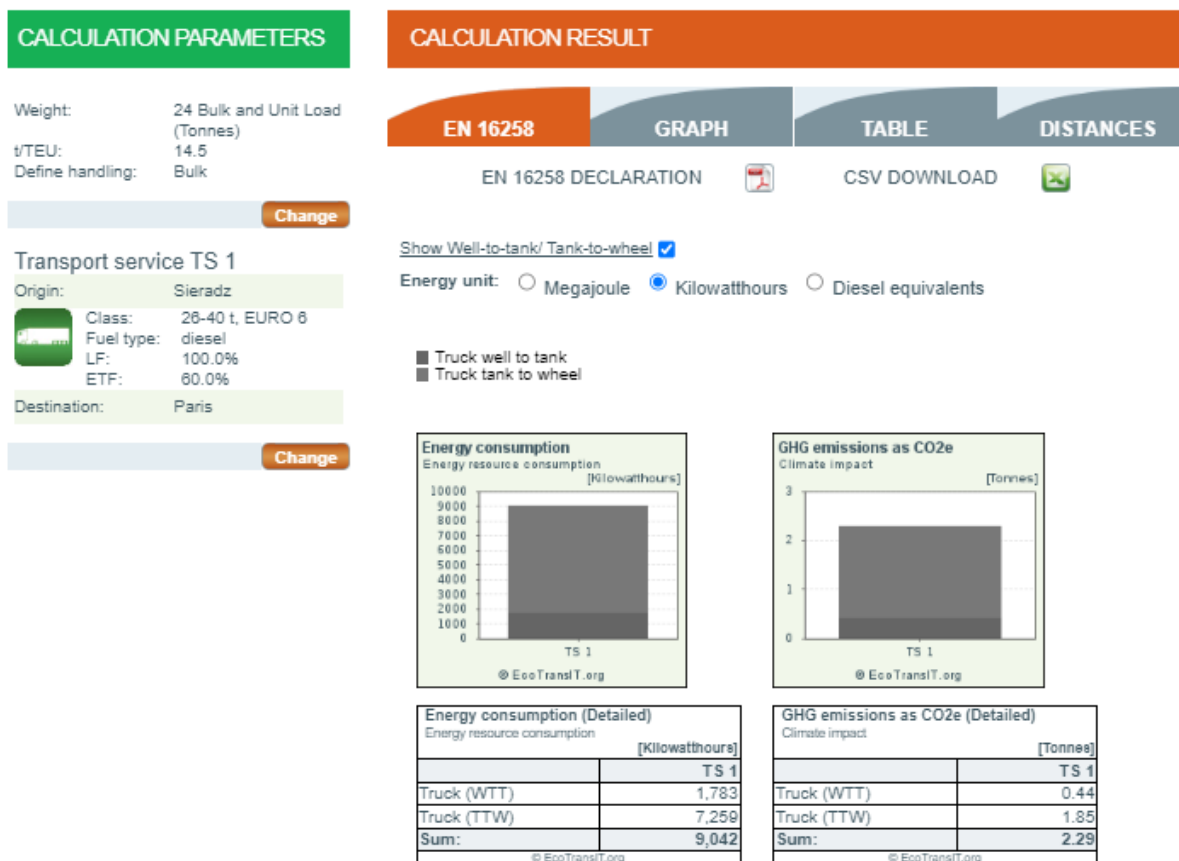 CALCULATION PARAMETERS
Weight: 24 Bulk and Unit Load
(Tonnes)
t/TEU: 14.5
Define handling: Bulk
Change
Transport service TS 1
Origin: Sieradz
Class: 26-40 t, EURO 6
Fuel type: diesel
LF: 100.0%
ETF: 60.0%
Destination: Paris
Change
CALCULATION RESULT
EN 16258 GRAPH TABLE DISTANCES
EN 16258 DECLARATION CSV DOWNLOAD
Show Well-to-tank/ Tank-to-wheel
Energy unit: Megajoule Kilowatthours Diesel equivalents
Truck well to tank
Truck tank to wheel
Energy consumption
Energy resource consumption
[Kilowatthours]
10000
9000
8000
7000
6000
5000
4000
3000
2000
1000
0
TS 1
© EcoTransIT.org
GHG emissions as CO2e
Climate impact
[Tonnes]
3
2
1
0
TS 1
© EcoTransIT.org
Energy consumption (Detailed)
Energy resource consumption
[Kilowatthours]
TS 1
Truck (WTT) 1,783
Truck (TTW) 7,259
Sum: 9,042
© EcoTransIT.org
GHG emissions as CO2e (Detailed)
Climate impact
[Tonnes]
TS 1
Truck (WTT) 0.44
Truck (TTW) 1.85
Sum: 2.29
© EcoTransIT.org